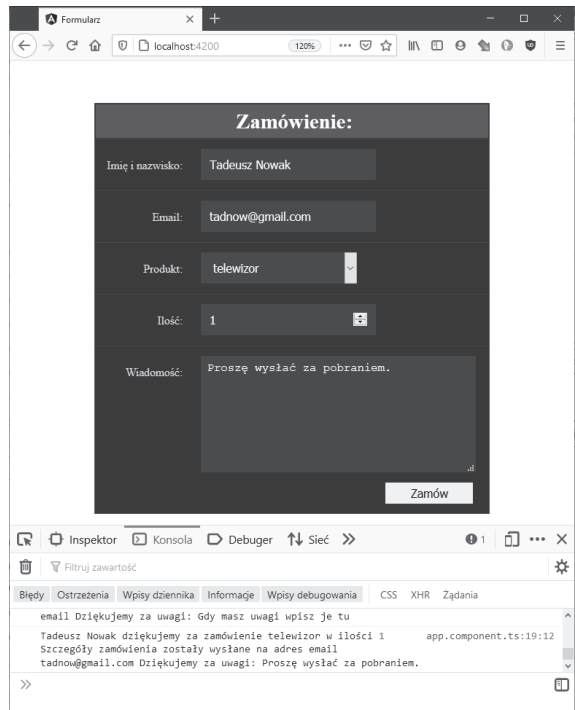 Formularz
localhost:4200
120%
Zamówienie:
Imię i nazwisko: Tadeusz Nowak
Email: tadnow@gmail.com
Produkt: telewizor
Ilość: 1
Wiadomość: Proszę wysłać za pobraniem.
Zamów
Inspektor Konsola Debuger Sieć 1
Filtruj zawartość
Błędy Ostrzeżenia Wpisy dziennika Informacje Wpisy debugowania CSS XHR Żądania
email Dziękujemy za uwagi: Gdy masz uwagi wpisz je tu
Tadeusz Nowak dziękujemy za zamówienie telewizor w ilości 1 app.component.ts:19:12
Szczegóły zamówienia zostały wysłane na adres email
tadnow@gmail.com Dziękujemy za uwagi: Proszę wysłać za pobraniem.